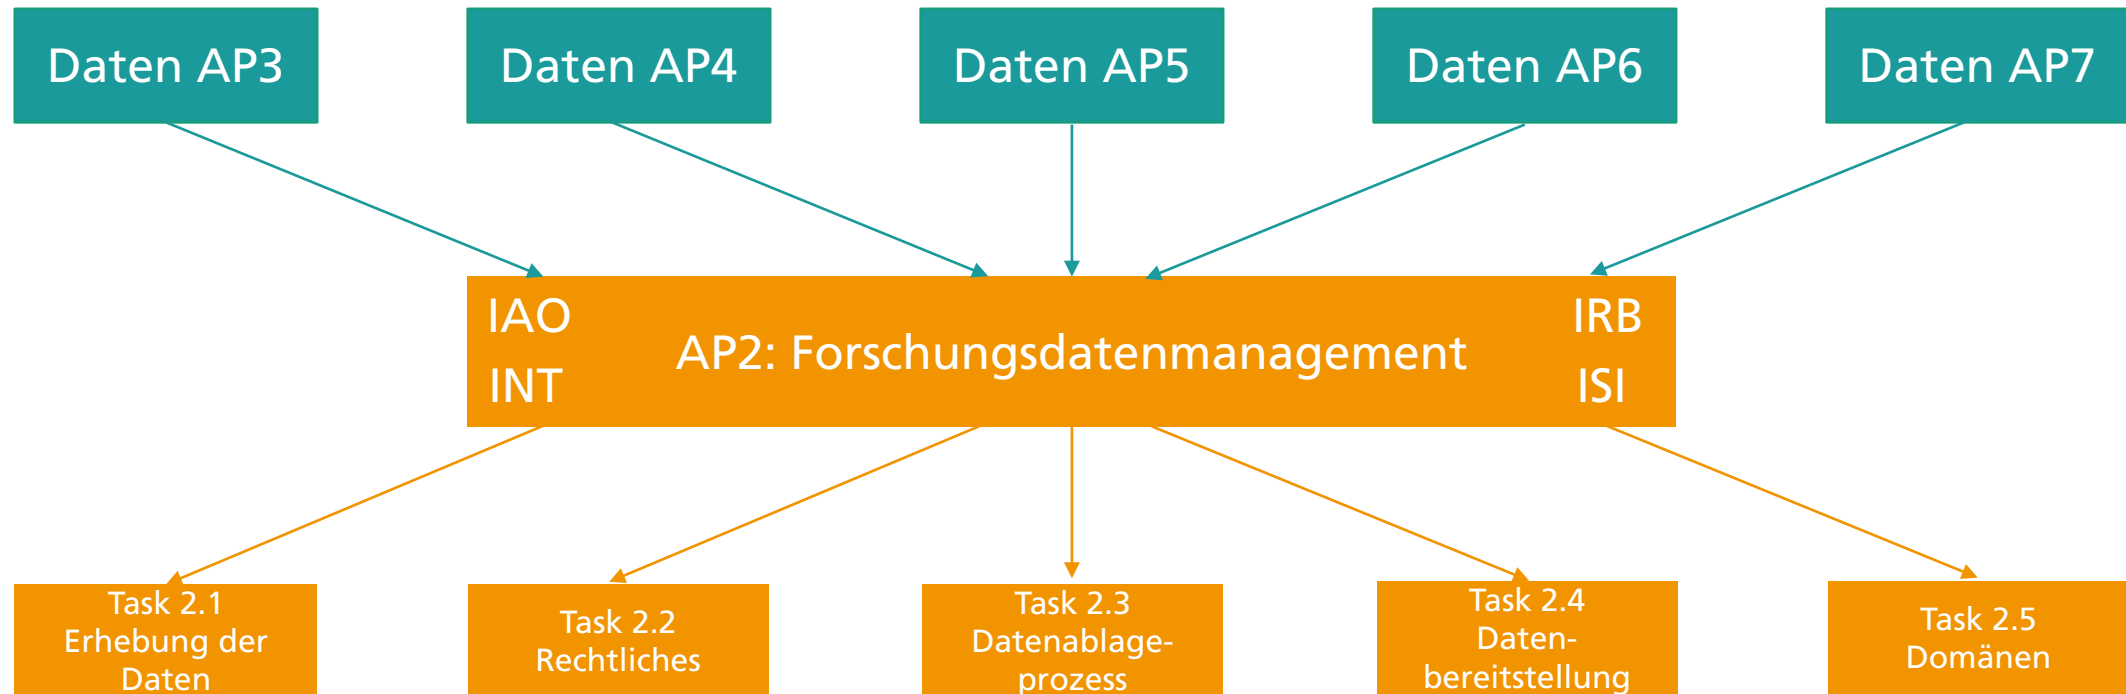 Daten AP3
Daten AP4
Daten AP5
Daten AP6
Daten AP7
IAO
INT
AP2: Forschungsdatenmanagement
IRB
ISI
Task 2.1
Erhebung der
Daten
Task 2.2
Rechtliches
Task 2.3
Datenablage-
prozess
Task 2.4
Daten-
bereitstellung
Task 2.5
Domänen